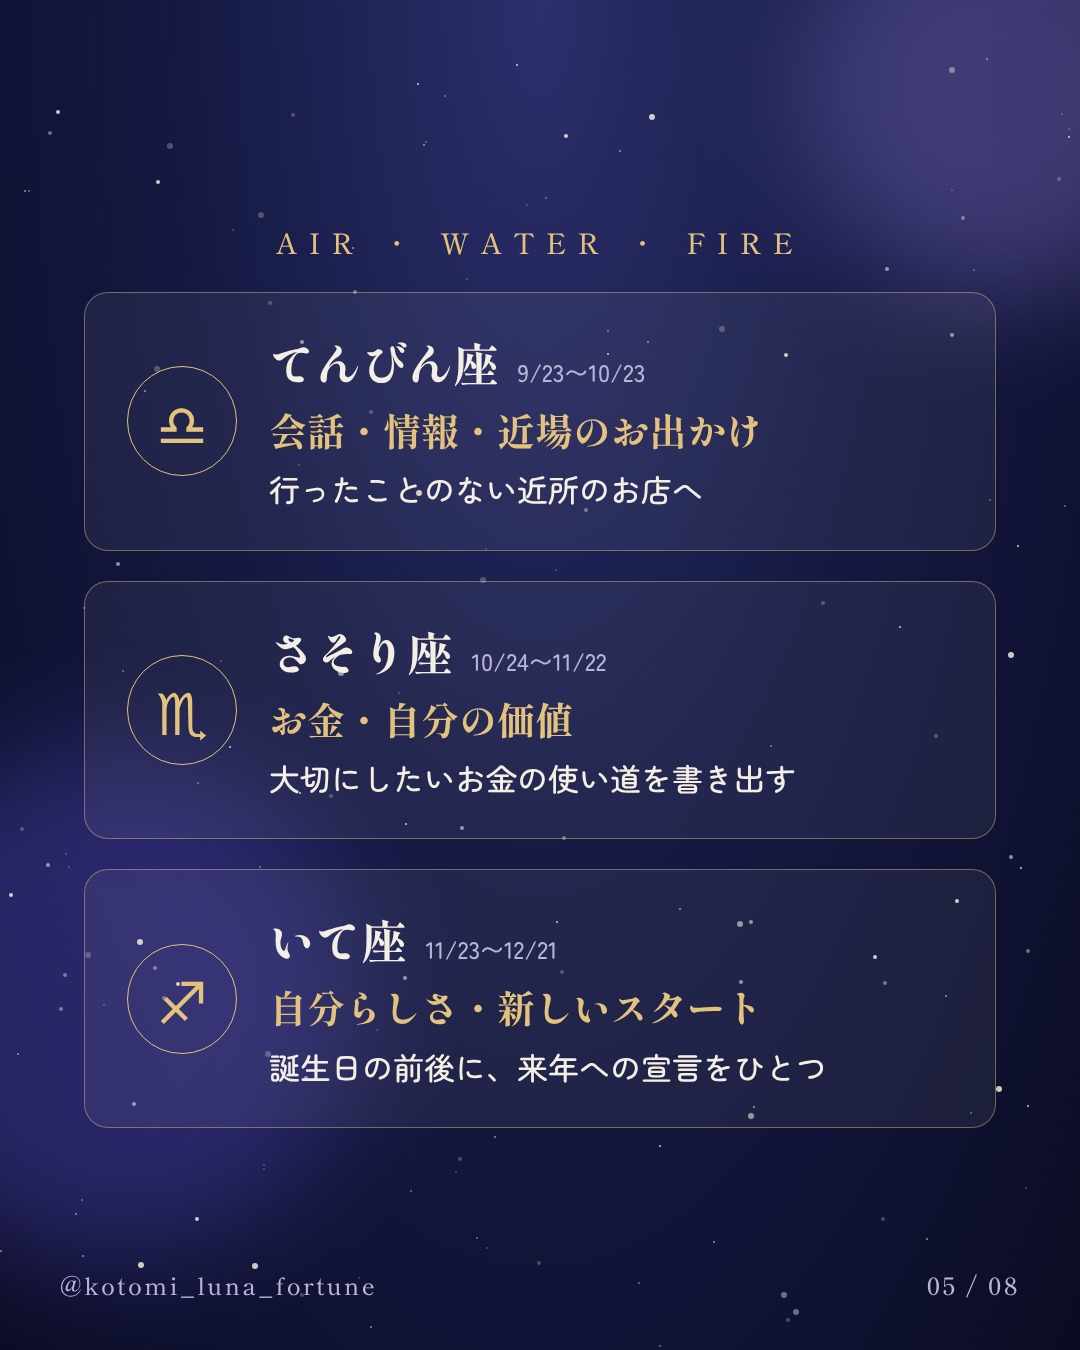 AIR · WATER · FIRE
てんびん座 9/23〜10/23
♎
会話・情報・近場のお出かけ
行ったことのない近所のお店へ
さそり座 10/24〜11/22
♏
お金・自分の価値
大切にしたいお金の使い道を書き出す
いて座 11/23〜12/21
♐
自分らしさ・新しいスタート
誕生日の前後に、来年への宣言をひとつ
@kotomi_luna_fortune
05 / 08